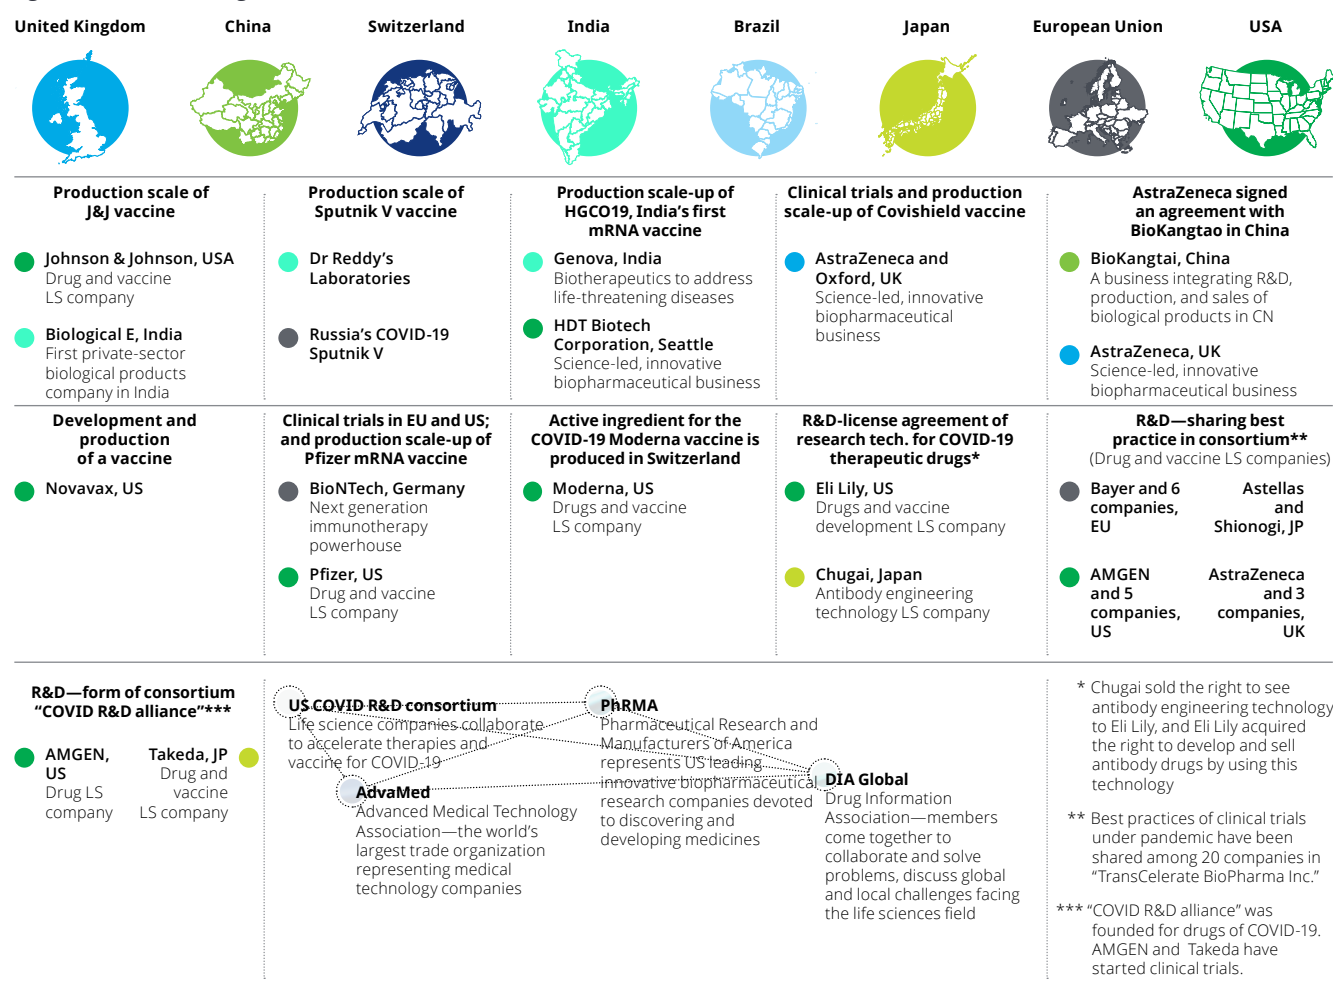 United Kingdom
China
Switzerland
India
Brazil
Japan
European Union
USA
Production scale of
J&J vaccine
Johnson & Johnson, USA
Drug and vaccine
LS company
Biological E, India
First private-sector
biological products
company in India
Production scale of
Sputnik V vaccine
Dr Reddy’s
Laboratories
Russia’s COVID-19
Sputnik V
Production scale-up of
HGCO19, India’s first
mRNA vaccine
Genova, India
Biotherapeutics to address
life-threatening diseases
HDT Biotech
Corporation, Seattle
Science-led, innovative
biopharmaceutical business
Clinical trials and production
scale-up of Covishield vaccine
AstraZeneca and
Oxford, UK
Science-led, innovative
biopharmaceutical
business
AstraZeneca signed
an agreement with
BioKangtao in China
BioKangtai, China
A business integrating R&D,
production, and sales of
biological products in CN
AstraZeneca, UK
Science-led, innovative
biopharmaceutical business
Development and
production
of a vaccine
Novavax, US
Clinical trials in EU and US;
and production scale-up of
Pfizer mRNA vaccine
BioNTech, Germany
Next generation
immunotherapy
powerhouse
Pfizer, US
Drug and vaccine
LS company
Active ingredient for the
COVID-19 Moderna vaccine is
produced in Switzerland
Moderna, US
Drugs and vaccine
LS company
R&D-license agreement of
research tech. for COVID-19
therapeutic drugs*
Eli Lily, US
Drugs and vaccine
development LS company
Chugai, Japan
Antibody engineering
technology LS company
R&D—sharing best
practice in consortium**
(Drug and vaccine LS companies)
Bayer and 6
companies,
EU
Astellas
and
Shionogi, JP
AMGEN
and 5
companies,
US
AstraZeneca
and 3
companies,
UK
R&D—form of consortium
“COVID R&D alliance”***
AMGEN,
US
Drug LS
company
Takeda, JP
Drug and
vaccine
LS company
US COVID R&D consortium
Life science companies collaborate
to accelerate therapies and
vaccine for COVID-19
AdvaMed
Advanced Medical Technology
Association—the world’s
largest trade organization
representing medical
technology companies
PhRMA
Pharmaceutical Research and
Manufacturers of America
represents US leading
innovative biopharmaceutical
research companies devoted
to discovering and
developing medicines
DIA Global
Drug Information
Association—members
come together to
collaborate and solve
problems, discuss global
and local challenges facing
the life sciences field
* Chugai sold the right to see
antibody engineering technology
to Eli Lily, and Eli Lily acquired
the right to develop and sell
antibody drugs by using this
technology
** Best practices of clinical trials
under pandemic have been
shared among 20 companies in
“TransCelerate BioPharma Inc.”
*** “COVID R&D alliance” was
founded for drugs of COVID-19.
AMGEN and Takeda have
started clinical trials.